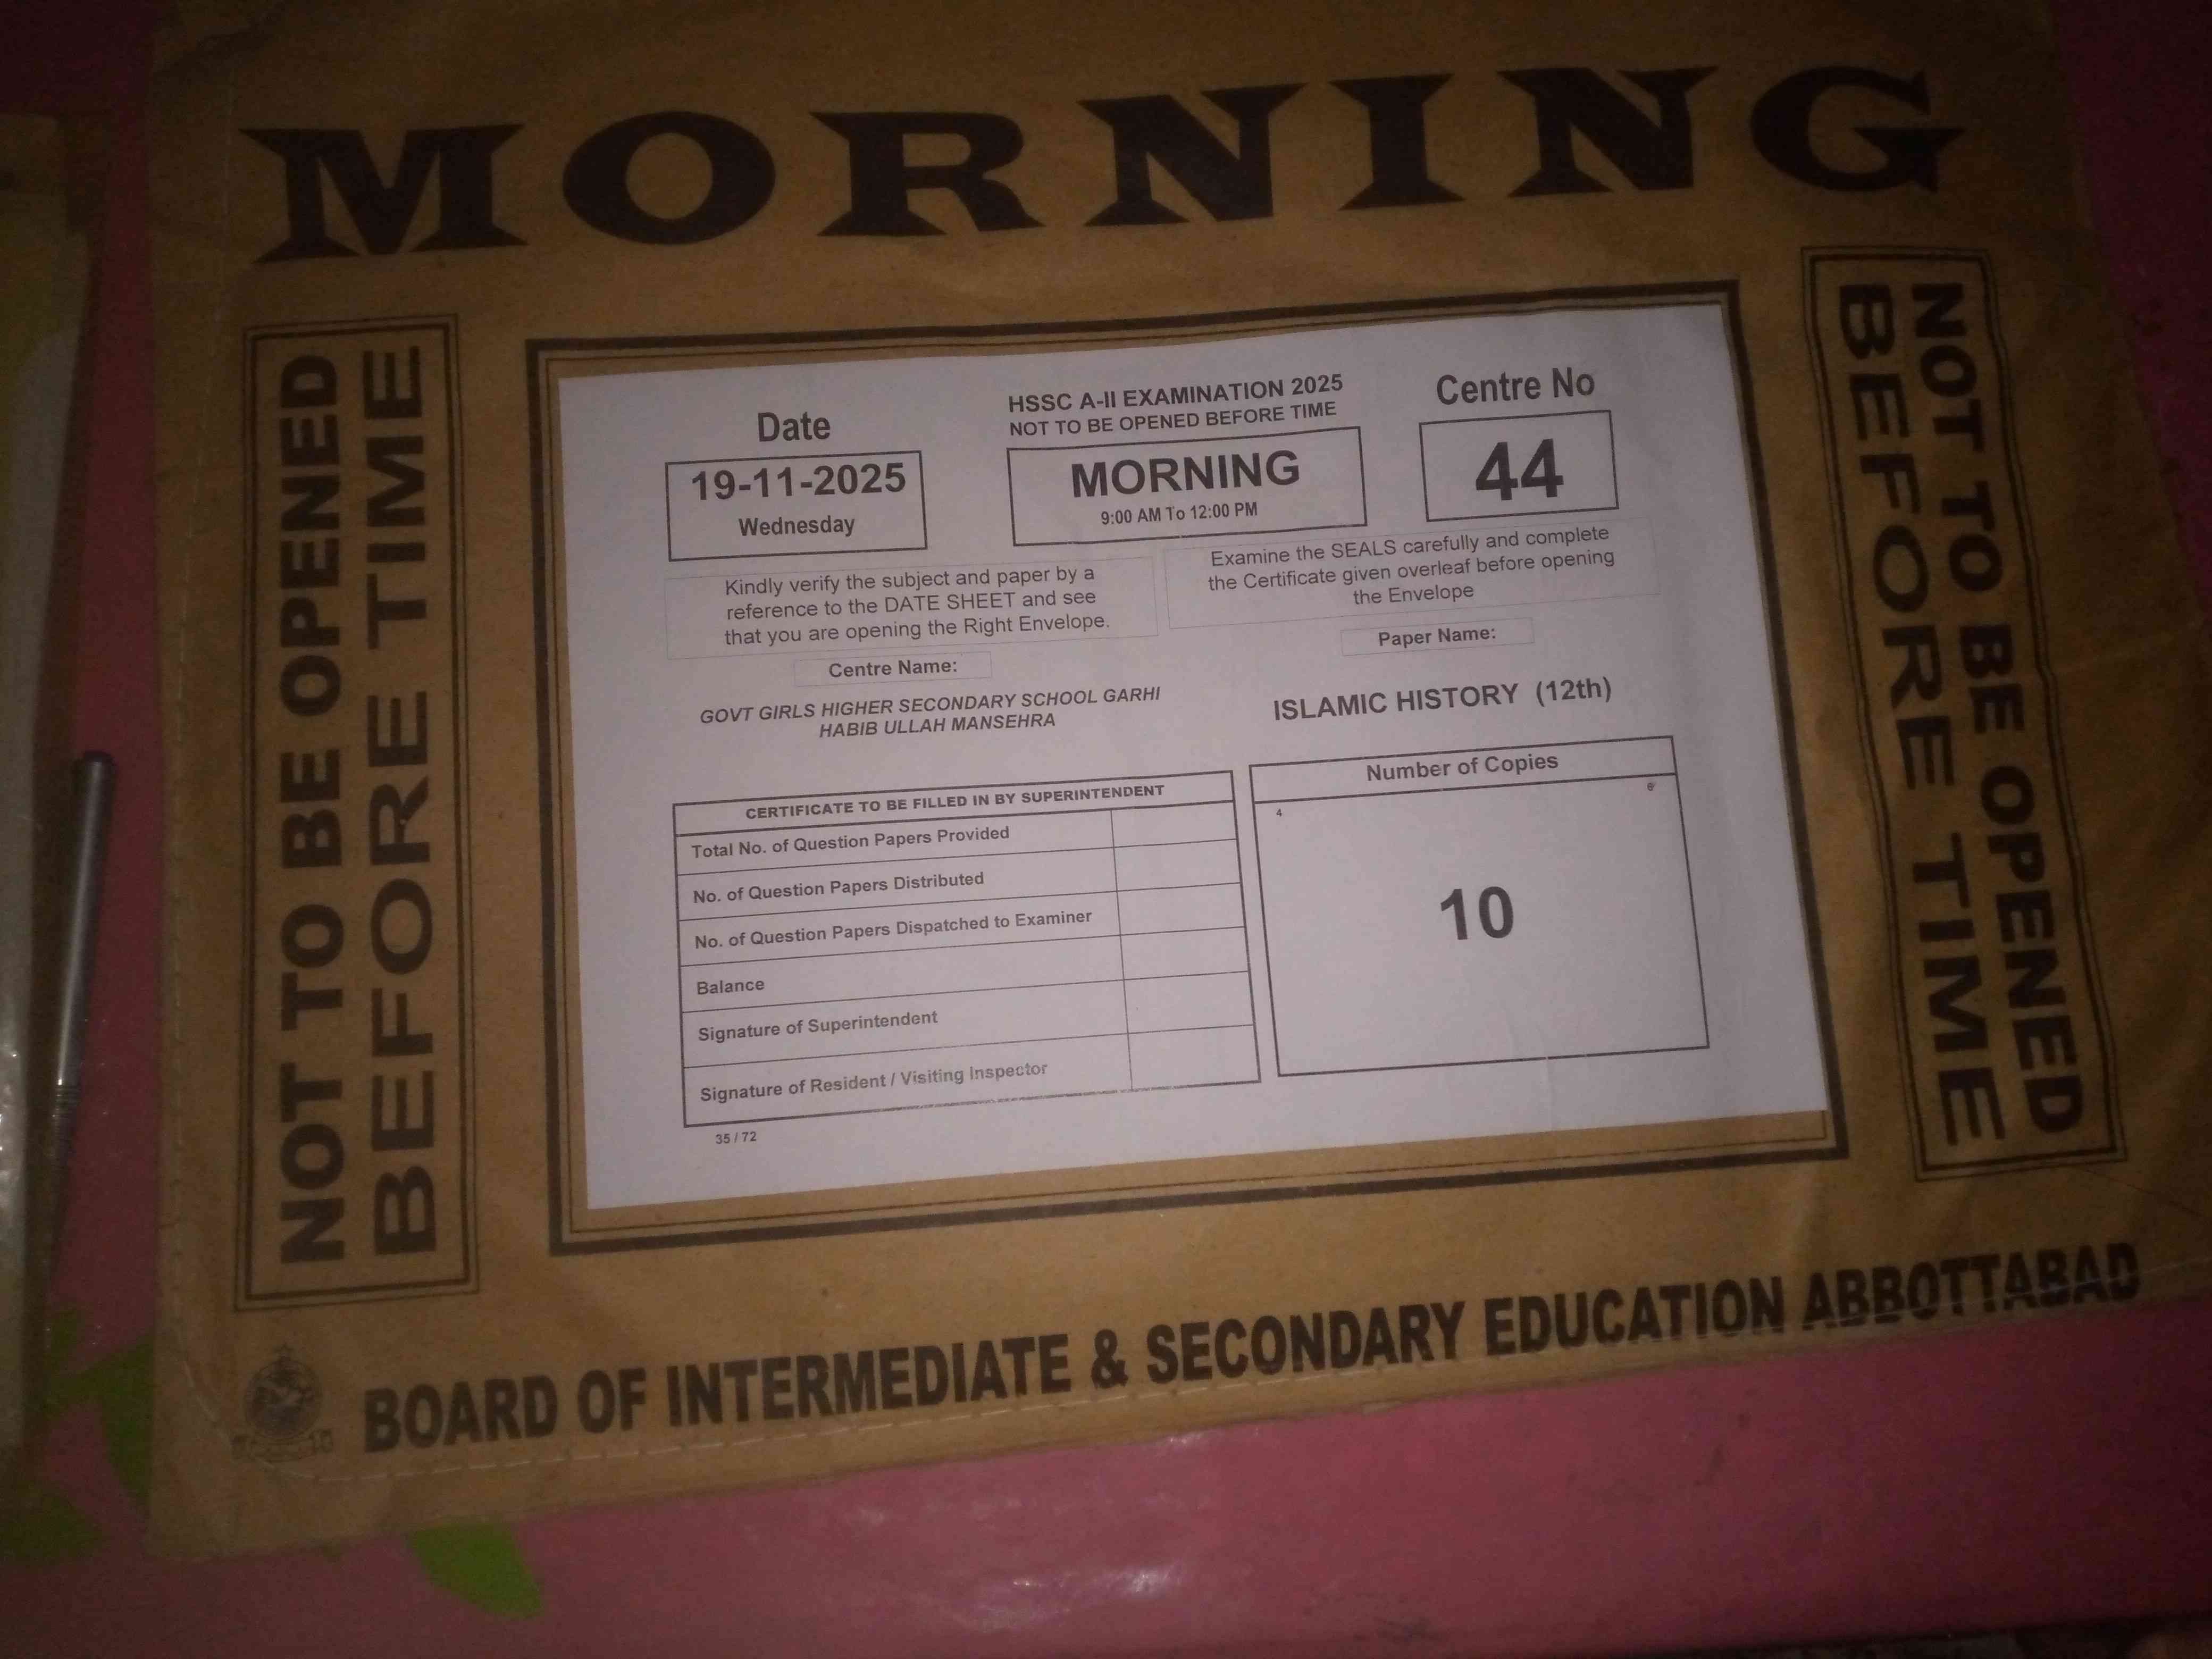 MORNING
NOT TO BE OPENED
BEFORE TIME
Date
19-11-2025
Wednesday
HSSC A-II EXAMINATION 2025
NOT TO BE OPENED BEFORE TIME
MORNING
9:00 AM To 12:00 PM
Centre No
44
Kindly verify the subject and paper by a
reference to the DATE SHEET and see
that you are opening the Right Envelope.
Examine the SEALS carefully and complete
the Certificate given overleaf before opening
the Envelope
Centre Name:
GOVT GIRLS HIGHER SECONDARY SCHOOL GARHI
HABIB ULLAH MANSEHRA
Paper Name:
ISLAMIC HISTORY (12th)
CERTIFICATE TO BE FILLED IN BY SUPERINTENDENT
Total No. of Question Papers Provided
No. of Question Papers Distributed
No. of Question Papers Dispatched to Examiner
Balance
Signature of Superintendent
Signature of Resident / Visiting Inspector
35 / 72
Number of Copies
4
10
NOT TO BE OPENED
BEFORE TIME
BOARD OF INTERMEDIATE & SECONDARY EDUCATION ABBOTTABAD